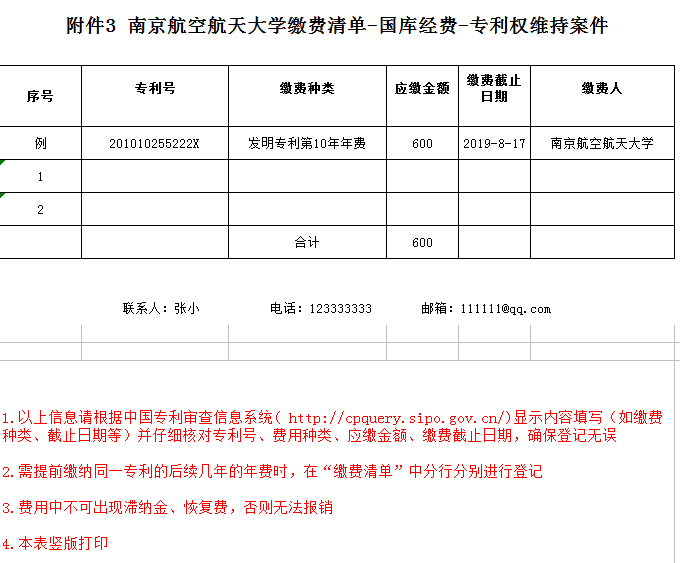 附件3 南京航空航天大学缴费清单-国库经费-专利权维持案件
序号 专利号 缴费种类 应缴金额 缴费截止日期 缴费人
例 201010255222X 发明专利第10年年费 600 2019-8-17 南京航空航天大学
1
2
合计 600
联系人：张小 电话：123333333 邮箱：111111@qq.com
1.以上信息请根据中国专利审查信息系统( http://cpquery.sipo.gov.cn/)显示内容填写（如缴费
种类、截止日期等）并仔细核对专利号、费用种类、应缴金额、缴费截止日期，确保登记无误
2.需提前缴纳同一专利的后续几年的年费时，在“缴费清单”中分行分别进行登记
3.费用中不可出现滞纳金、恢复费，否则无法报销
4.本表竖版打印